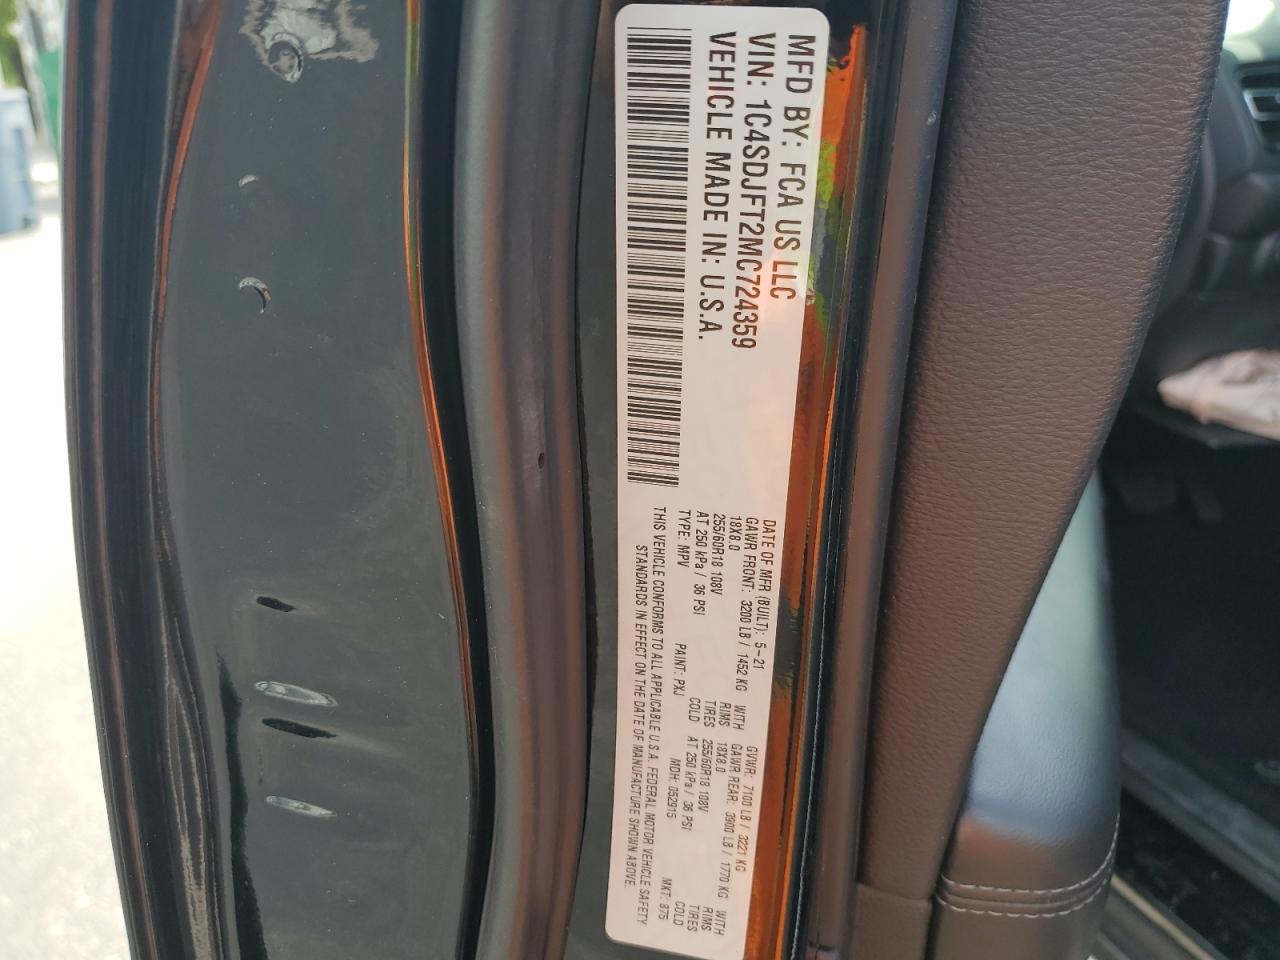 MFD BY: FCA US LLC
VIN: 1C4SDJFT2MC724359
VEHICLE MADE IN: U.S.A.
DATE OF MFR (BUILT): 5-21 GVWR: 7100 LB / 3221 KG
GAWR FRONT: 3200 LB / 1452 KG WITH GAWR REAR: 3900 LB / 1770 KG WITH
18X8.0 RIMS 18X8.0 RIMS
255/60R18 108V TIRES 255/60R18 108V TIRES
AT 250 kPa / 36 PSI COLD AT 250 kPa / 36 PSI COLD
TYPE: MPV PAINT: PXJ MDH: 052915 MKT: 875
THIS VEHICLE CONFORMS TO ALL APPLICABLE U.S.A. FEDERAL MOTOR VEHICLE SAFETY
STANDARDS IN EFFECT ON THE DATE OF MANUFACTURE SHOWN ABOVE.